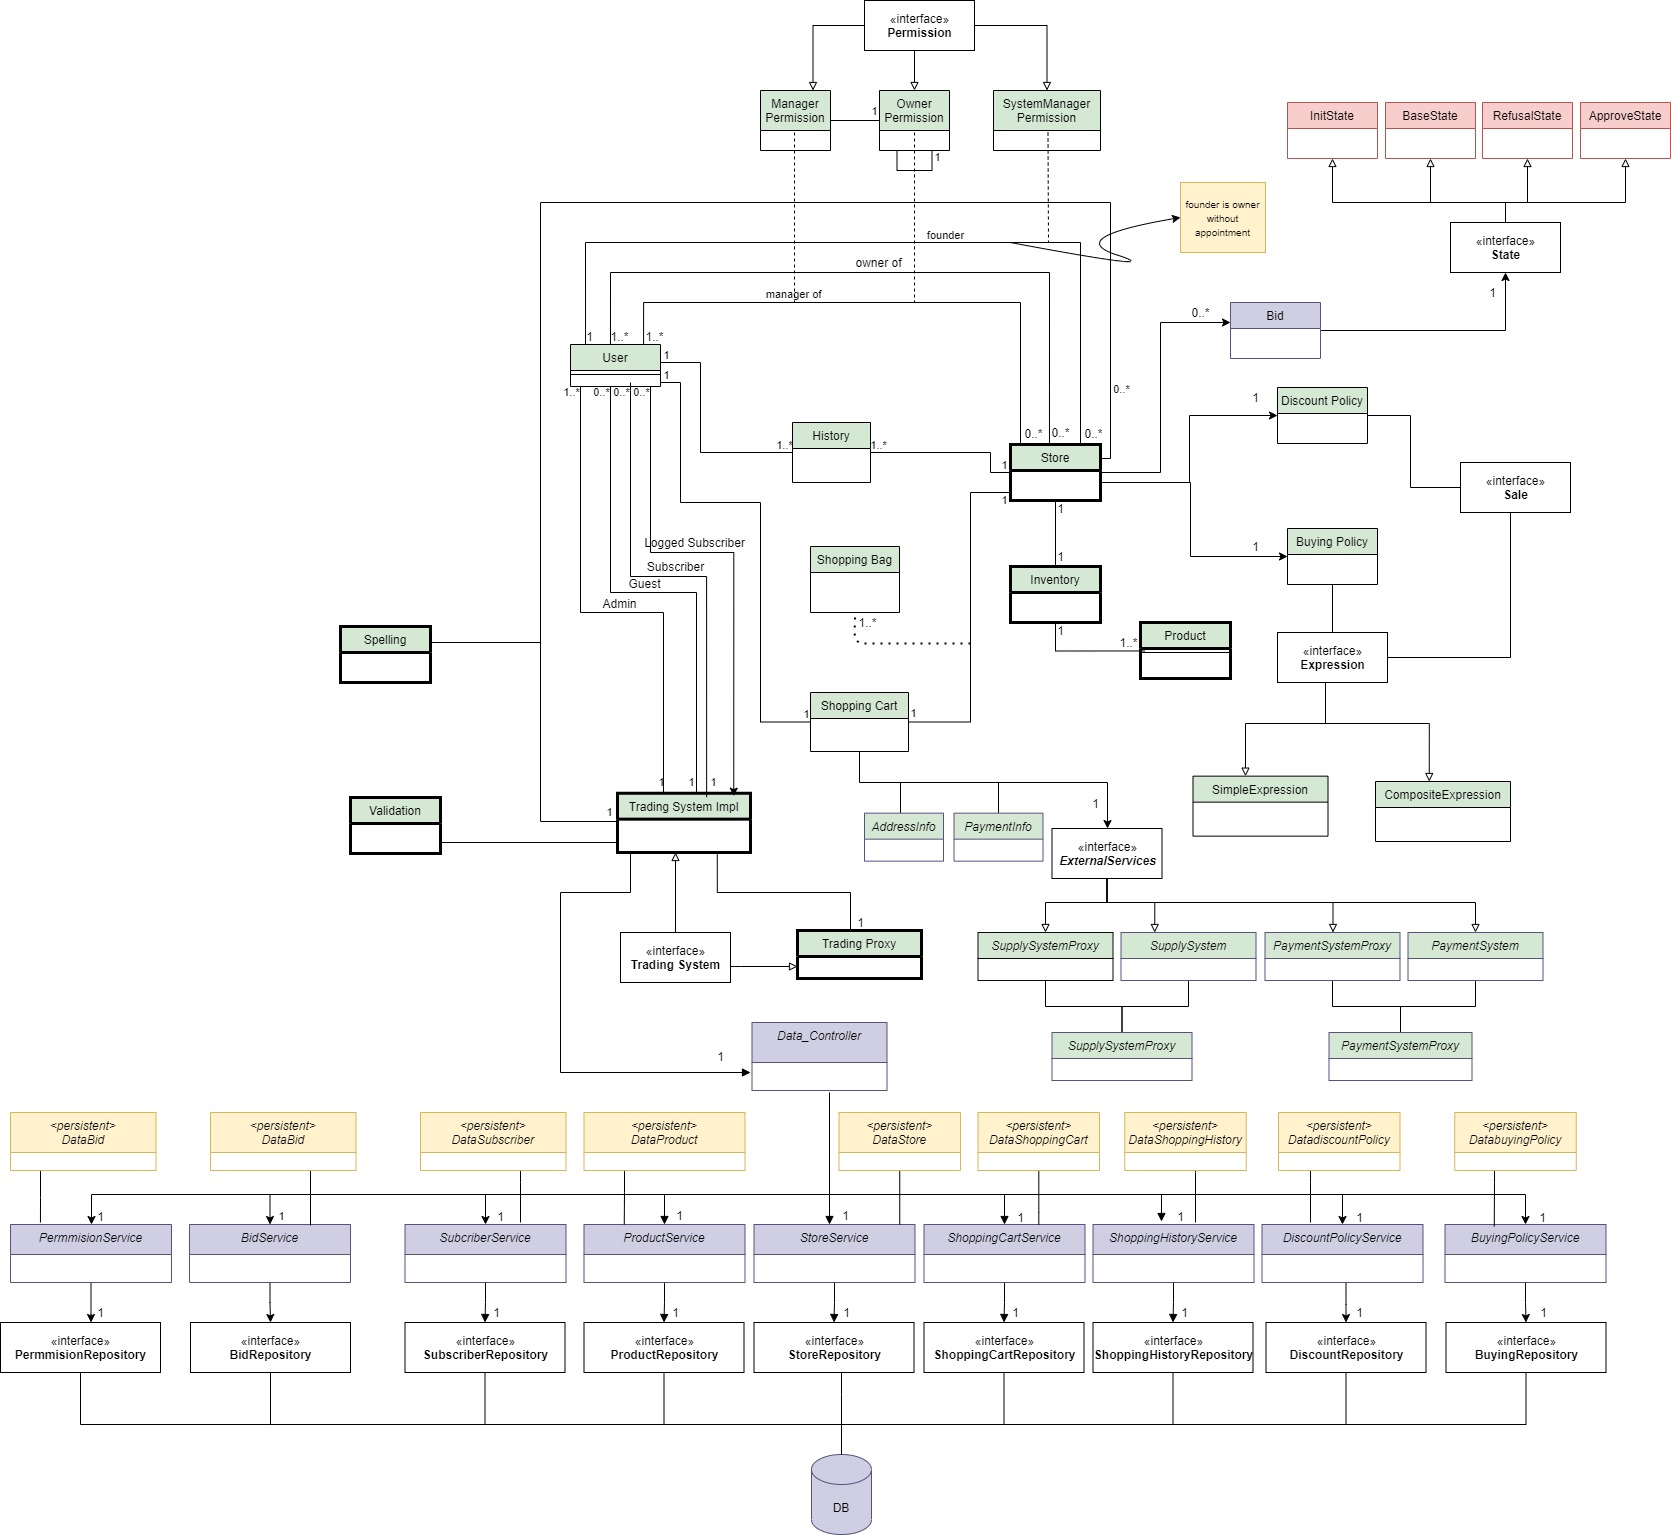 «interface»
Permission
Manager
Permission
1
Owner
Permission
1
SystemManager
Permission
InitState
BaseState
RefusalState
ApproveState
founder is owner
without
appointment
«interface»
State
1
founder
owner of
manager of
0..*
Bid
1
1..*
1..*
User
1
1
1..*
0..*
0..*
0..*
0..*
1
Discount Policy
History
1..*
1..*
0..*
0..*
0..*
1
Store
1
1
«interface»
Sale
1
Buying Policy
Logged Subscriber
Subscriber
Guest
Admin
Shopping Bag
1..*
1
Inventory
1
1..*
Product
Spelling
«interface»
Expression
1
Shopping Cart
1
SimpleExpression
CompositeExpression
1
1
1
1
Trading System Impl
Validation
AddressInfo
PaymentInfo
1
«interface»
ExternalServices
1
«interface»
Trading System
Trading Proxy
SupplySystemProxy
SupplySystem
PaymentSystemProxy
PaymentSystem
SupplySystemProxy
PaymentSystemProxy
1
Data_Controller
<persistent>
DataBid
<persistent>
DataBid
<persistent>
DataSubscriber
<persistent>
DataProduct
<persistent>
DataStore
<persistent>
DataShoppingCart
<persistent>
DataShoppingHistory
<persistent>
DatadiscountPolicy
<persistent>
DatabuyingPolicy
1
1
1
1
1
1
1
1
1
PermmisionService
BidService
SubcriberService
ProductService
StoreService
ShoppingCartService
ShoppingHistoryService
DiscountPolicyService
BuyingPolicyService
1
1
1
1
1
1
1
1
1
«interface»
PermmisionRepository
«interface»
BidRepository
«interface»
SubscriberRepository
«interface»
ProductRepository
«interface»
StoreRepository
«interface»
ShoppingCartRepository
«interface»
ShoppingHistoryRepository
«interface»
DiscountRepository
«interface»
BuyingRepository
DB